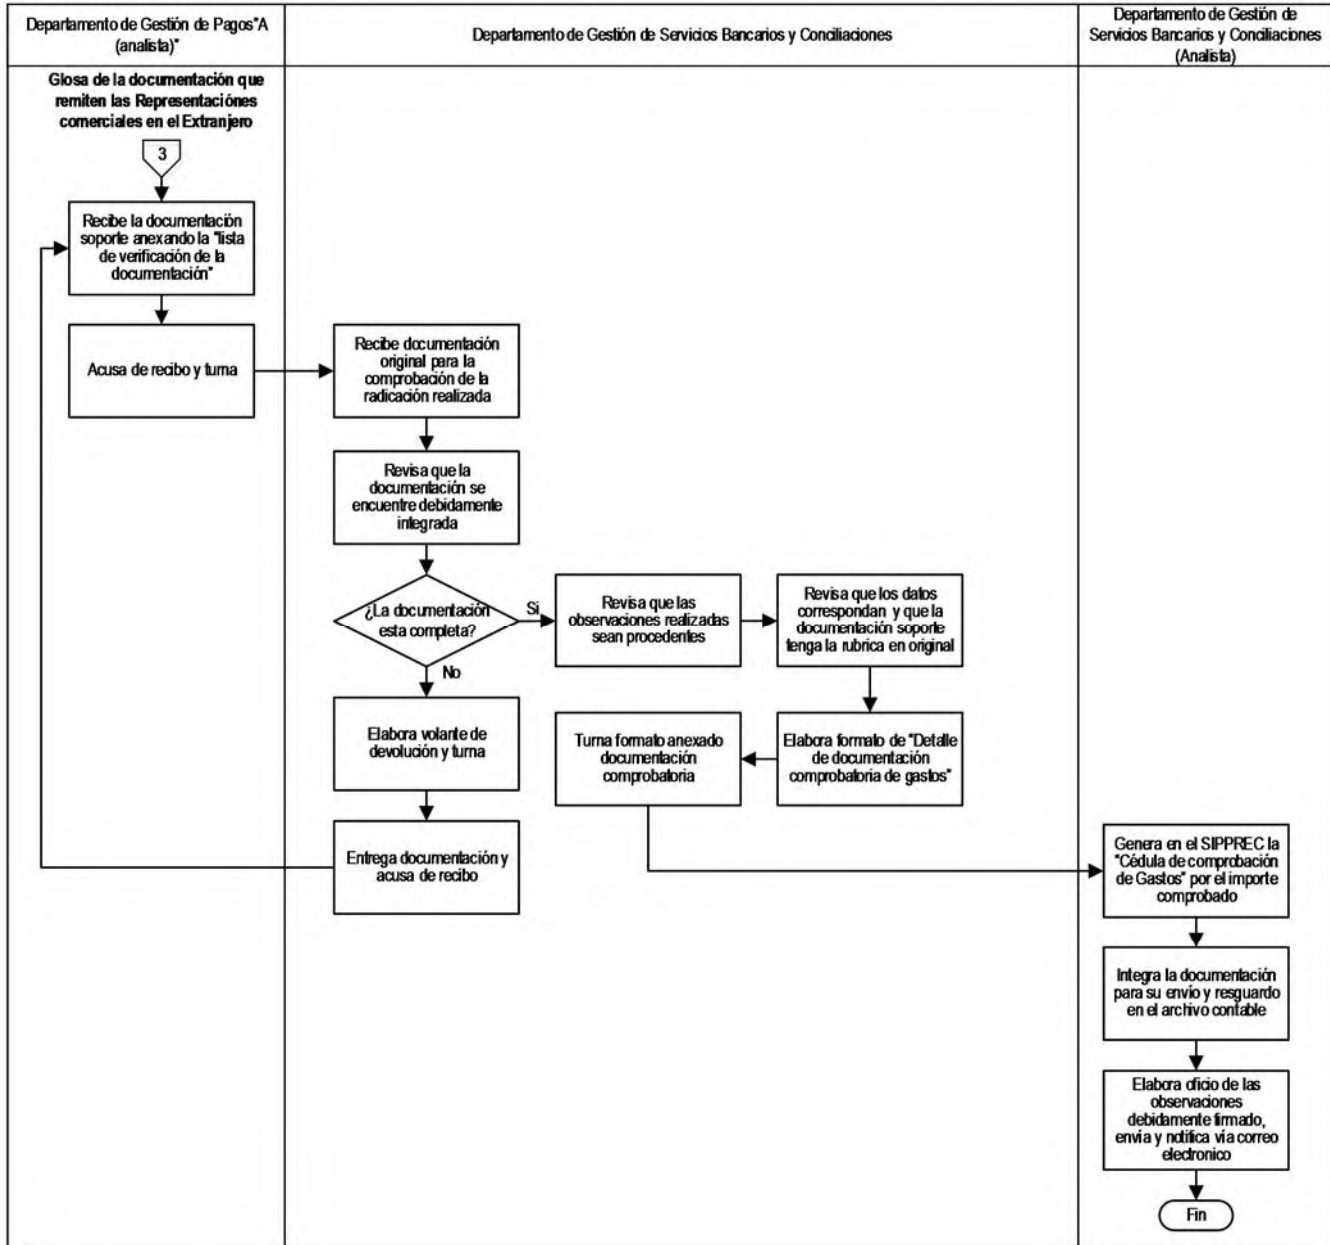 Departamento de Gestión de Pagos"A
(analista)"
Departamento de Gestión de Servicios Bancarios y Conciliaciones
Departamento de Gestión de
Servicios Bancarios y Conciliaciones
(Analista)
Glosa de la documentación que
remiten las Representaciónes
comerciales en el Extranjero
3
Recibe la documentación
soporte anexando la "lista
de verificación de la
documentación"
Acusa de recibo y turna
Recibe documentación
original para la
comprobación de la
radicación realizada
Revisa que la
documentación se
encuentre debidamente
integrada
¿La documentación
esta completa?
Si
No
Revisa que las
observaciones realizadas
sean procedentes
Revisa que los datos
correspondan y que la
documentación soporte
tenga la rubrica en original
Elabora volante de
devolución y turna
Turna formato anexado
documentación
comprobatoria
Elabora formato de "Detalle
de documentación
comprobatoria de gastos"
Entrega documentación y
acusa de recibo
Genera en el SIPPREC la
"Cédula de comprobación
de Gastos" por el importe
comprobado
Integra la documentación
para su envío y resguardo
en el archivo contable
Elabora oficio de las
observaciones
debidamente firmado,
envía y notifica vía correo
electronico
Fin